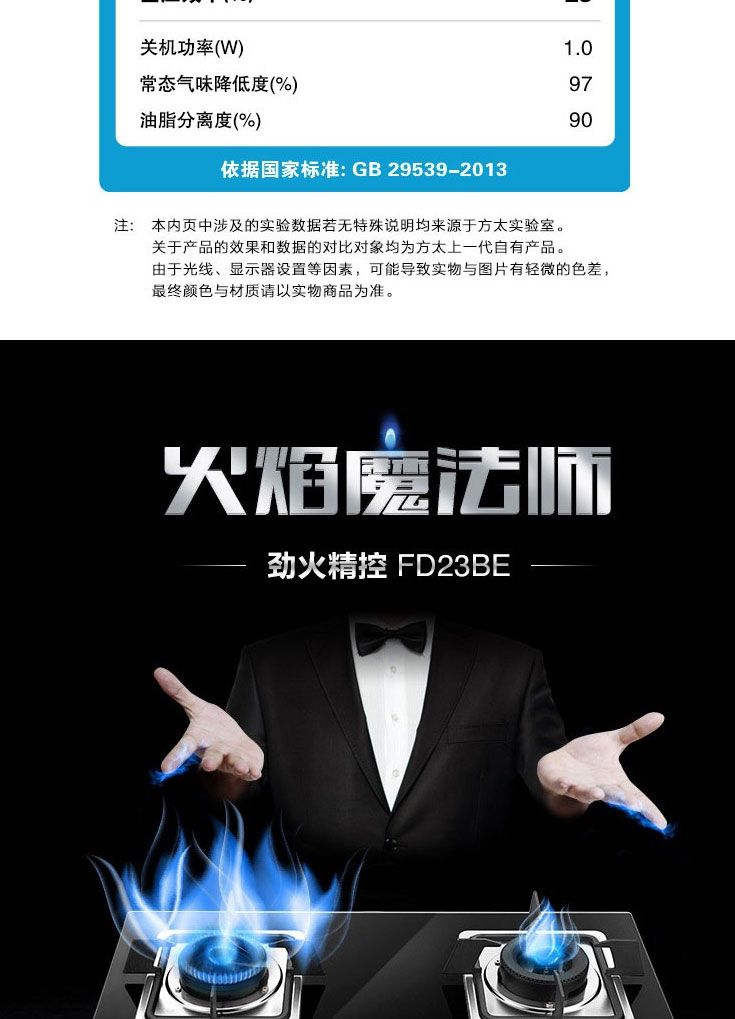 关机功率(W) 1.0
常态气味降低度(%) 97
油脂分离度(%) 90
依据国家标准: GB 29539-2013
注： 本内页中涉及的实验数据若无特殊说明均来源于方太实验室。
关于产品的效果和数据的对比对象均为方太上一代自有产品。
由于光线、显示器设置等因素，可能导致实物与图片有轻微的色差，
最终颜色与材质请以实物商品为准。
火焰魔法师
劲火精控 FD23BE